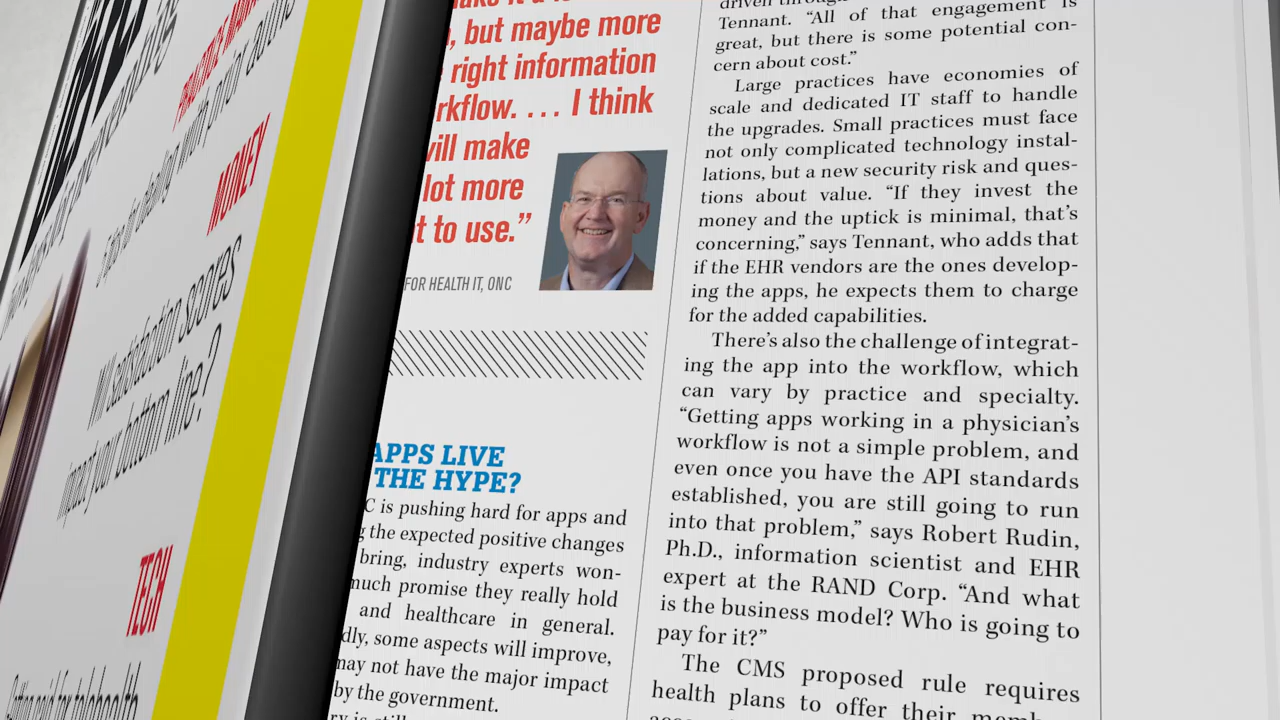 MONEY
Will satisfaction scores
impact your bottom line?
TECH
, but maybe more
right information
rkflow. . . . I think
will make
lot more
t to use.”
FOR HEALTH IT, ONC
APPS LIVE
THE HYPE?
C is pushing hard for apps and
g the expected positive changes
bring, industry experts won-
much promise they really hold
and healthcare in general.
dly, some aspects will improve,
may not have the major impact
by the government.
driven through
Tennant. “All of that engagement is
great, but there is some potential con-
cern about cost.”
Large practices have economies of
scale and dedicated IT staff to handle
the upgrades. Small practices must face
not only complicated technology instal-
lations, but a new security risk and ques-
tions about value. “If they invest the
money and the uptick is minimal, that’s
concerning,” says Tennant, who adds that
if the EHR vendors are the ones develop-
ing the apps, he expects them to charge
for the added capabilities.
There’s also the challenge of integrat-
ing the app into the workflow, which
can vary by practice and specialty.
“Getting apps working in a physician’s
workflow is not a simple problem, and
even once you have the API standards
established, you are still going to run
into that problem,” says Robert Rudin,
Ph.D., information scientist and EHR
expert at the RAND Corp. “And what
is the business model? Who is going to
pay for it?”
The CMS proposed rule requires
health plans to offer their memb